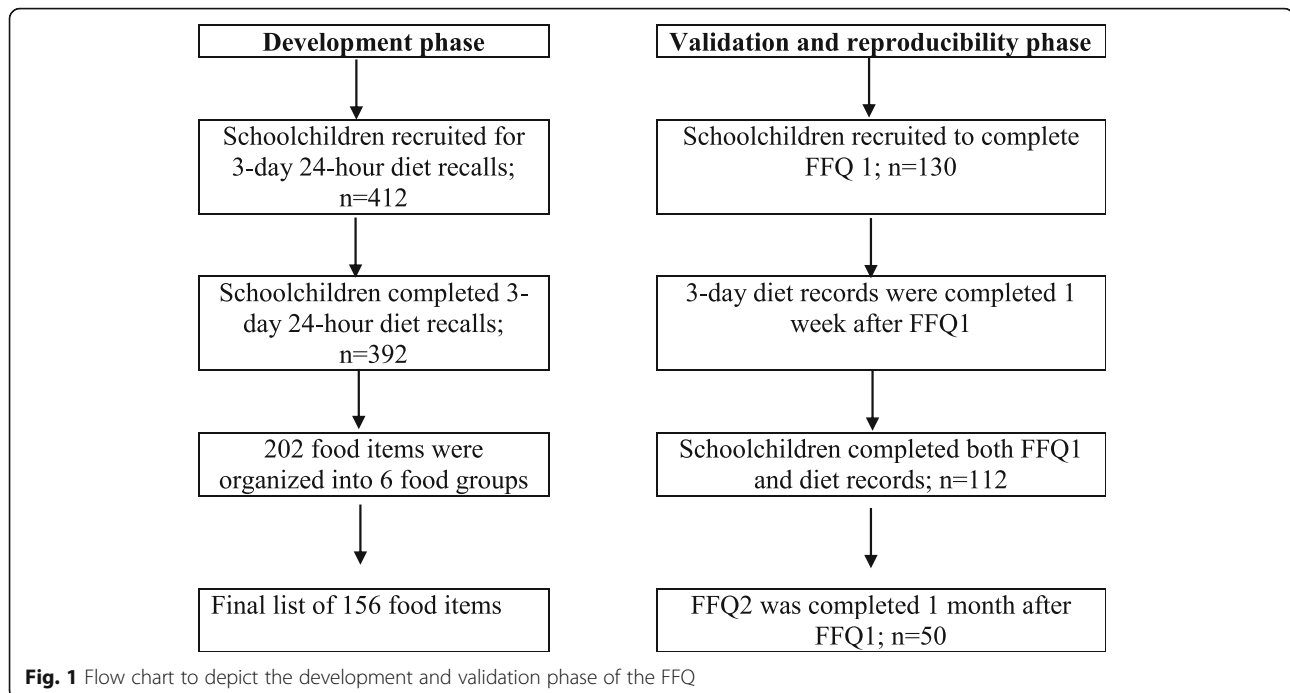 Development phase
Schoolchildren recruited for
3-day 24-hour diet recalls;
n=412
Schoolchildren completed 3-
day 24-hour diet recalls;
n=392
202 food items were
organized into 6 food groups
Final list of 156 food items
Validation and reproducibility phase
Schoolchildren recruited to complete
FFQ 1; n=130
3-day diet records were completed 1
week after FFQ1
Schoolchildren completed both FFQ1
and diet records; n=112
FFQ2 was completed 1 month after
FFQ1; n=50
Fig. 1 Flow chart to depict the development and validation phase of the FFQ